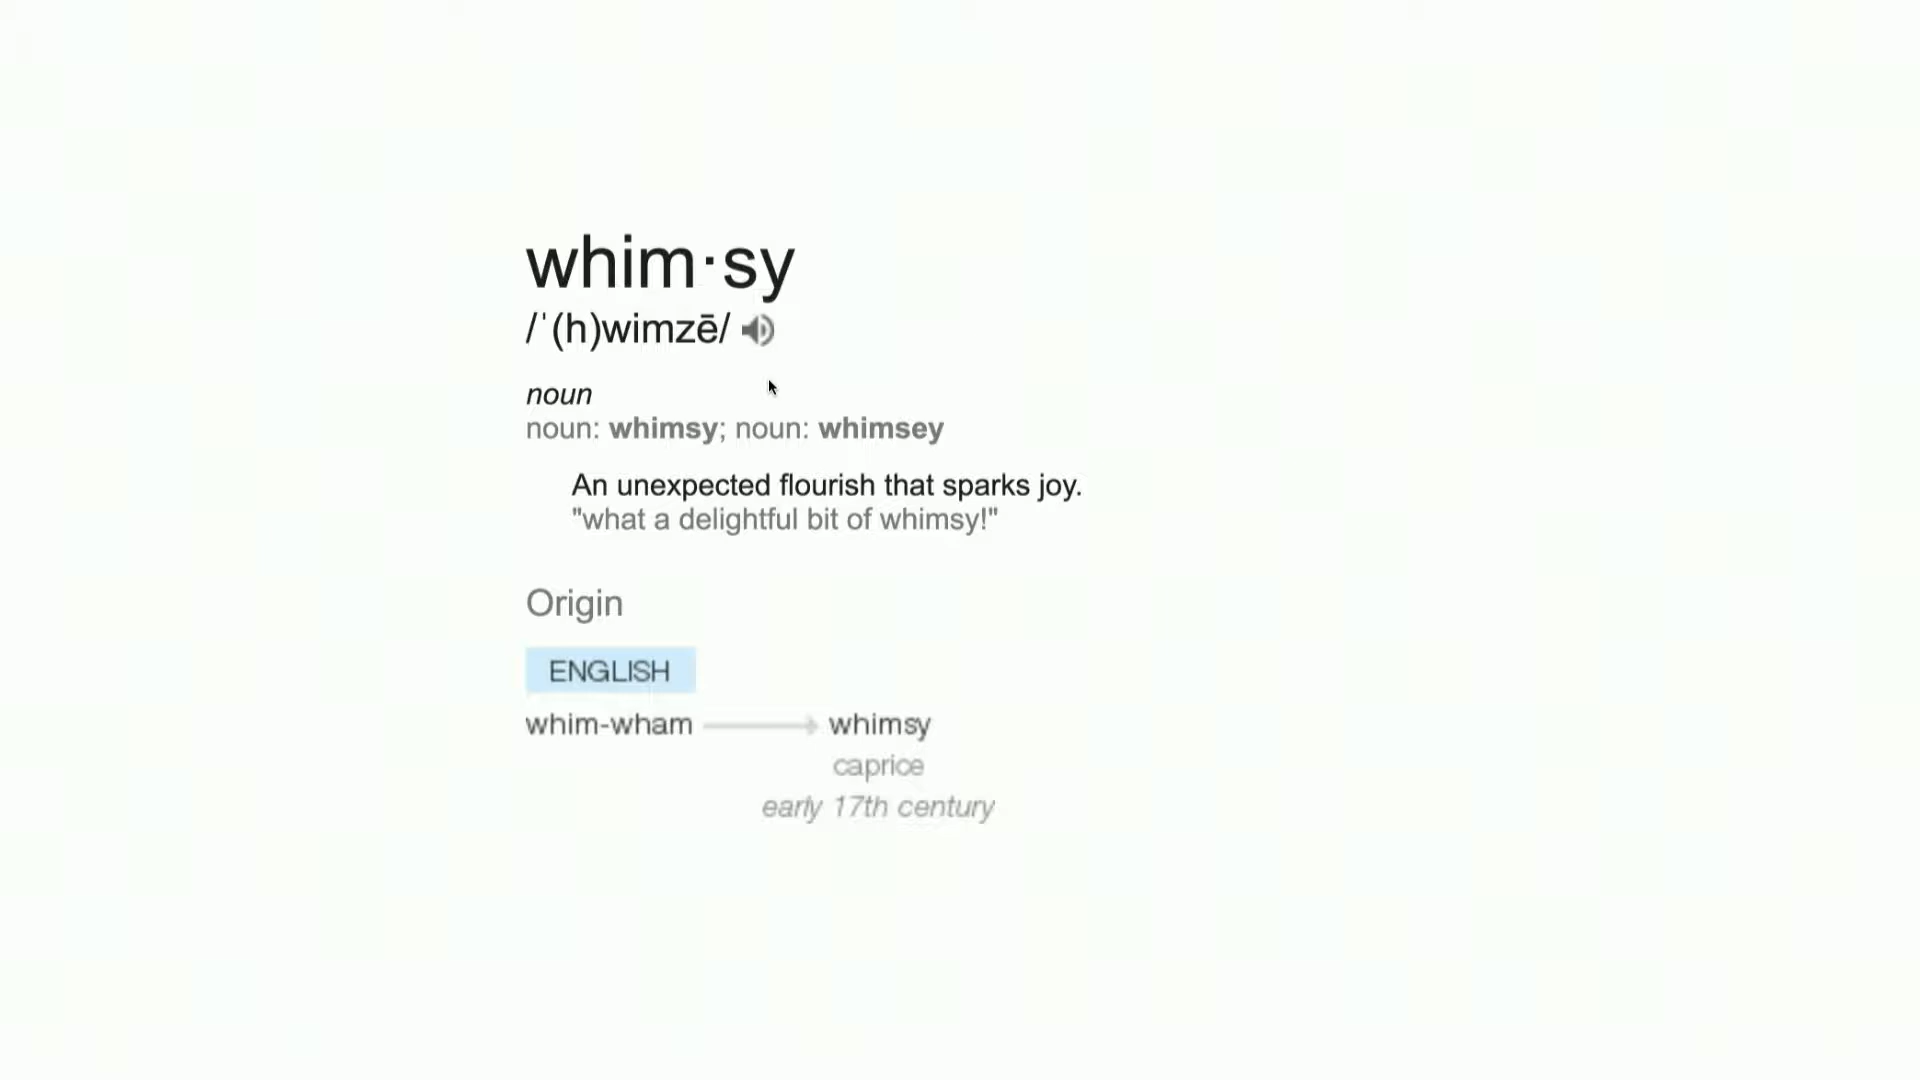 whim·sy
/ˈ(h)wimzē/
noun
noun: whimsy; noun: whimsey
An unexpected flourish that sparks joy.
"what a delightful bit of whimsy!"
Origin
ENGLISH
whim-wham → whimsy
caprice
early 17th century